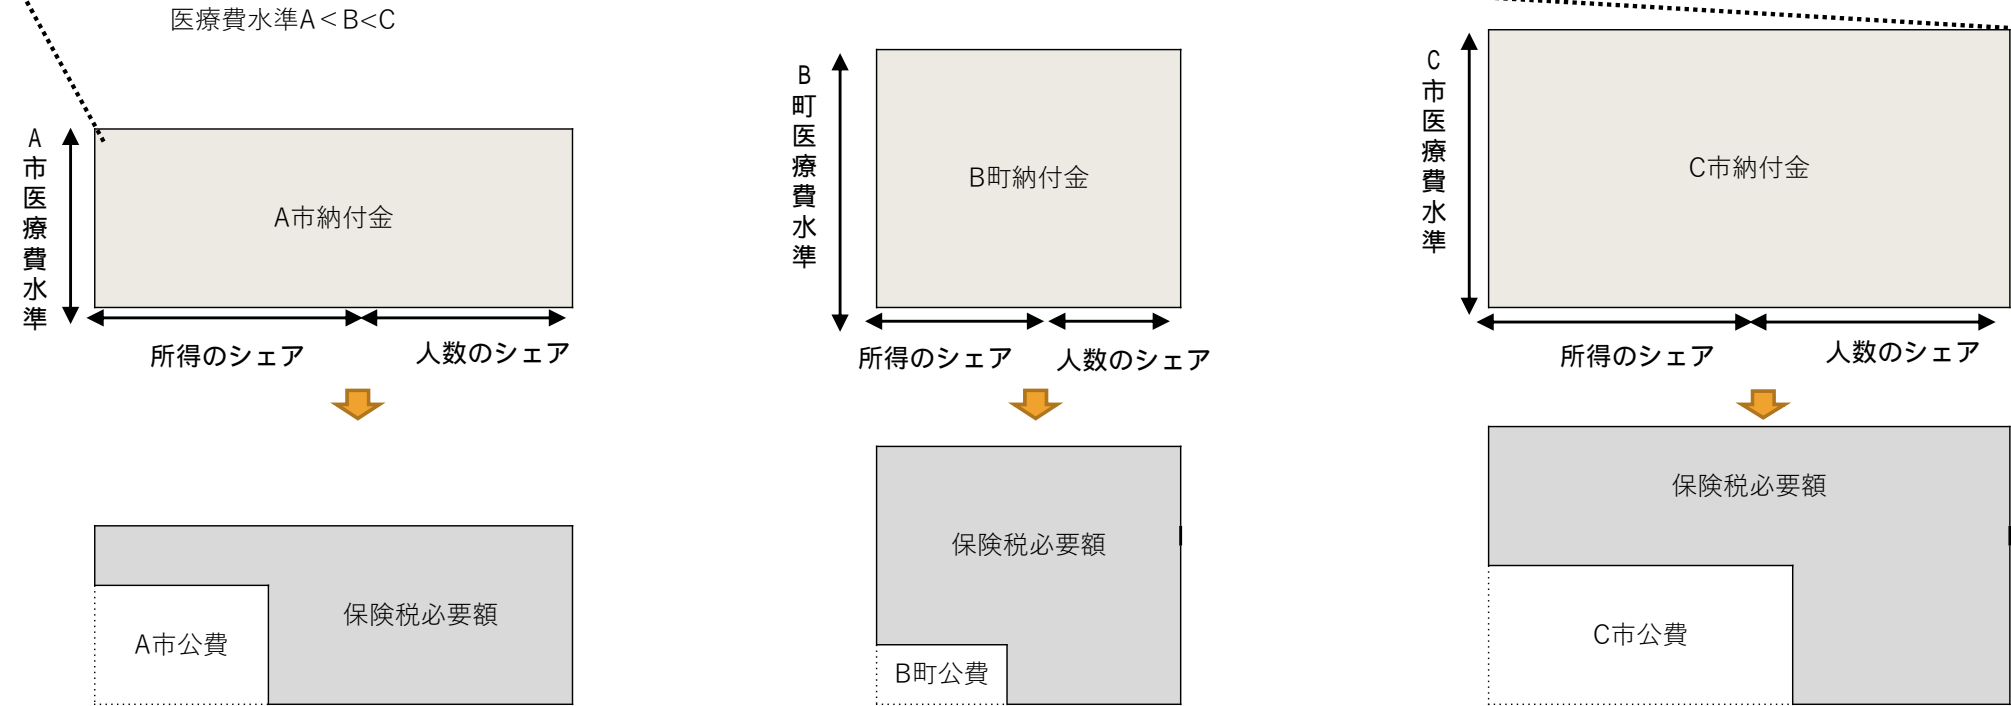 医療費水準A＜B<C
A市医療費水準
A市納付金
所得のシェア
人数のシェア
保険税必要額
A市公費
B町医療費水準
B町納付金
所得のシェア
人数のシェア
保険税必要額
B町公費
C市医療費水準
C市納付金
所得のシェア
人数のシェア
保険税必要額
C市公費